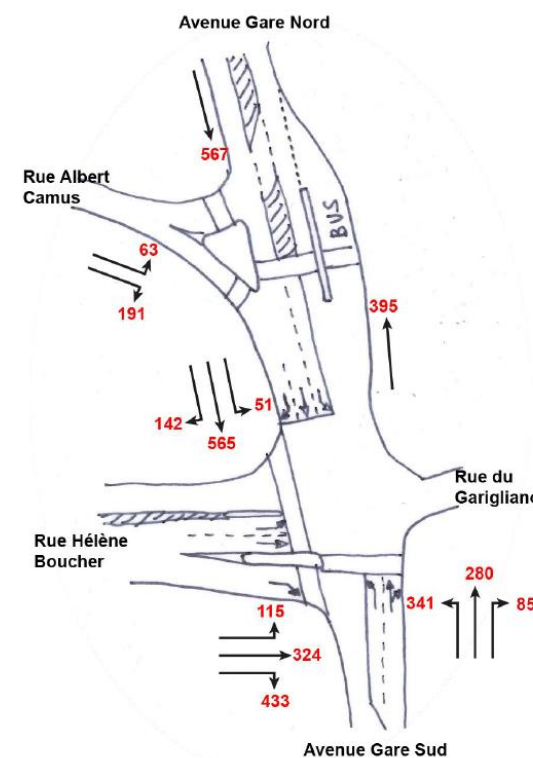 Avenue Gare Nord
567
Rue Albert
Camus
63
191
BUS
395
142
565
51
Rue du
Garigliano
Rue Hélène
Boucher
115
324
433
341
280
85
Avenue Gare Sud